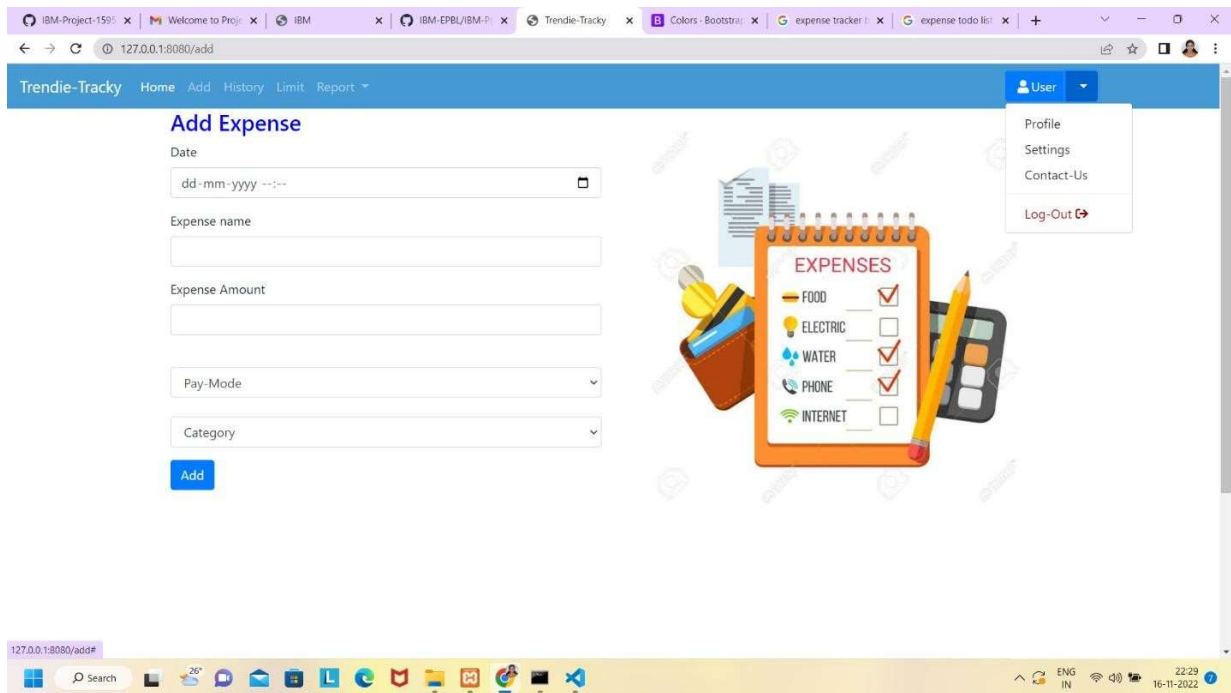 IBM-Project-1595
Welcome to Proje
IBM
IBM-EPBL/IBM-P
Trendie-Tracky
Colors · Bootstrap
expense tracker
expense todo list
127.0.0.1:8080/add
Trendie-Tracky Home Add History Limit Report User
Profile
Settings
Contact-Us
Log-Out
Add Expense
Date
dd-mm-yyyy --:--
Expense name
Expense Amount
Pay-Mode
Category
Add
EXPENSES
FOOD
ELECTRIC
WATER
PHONE
INTERNET
127.0.0.1:8080/add#
Search
26°
ENG
IN
22:29
16-11-2022